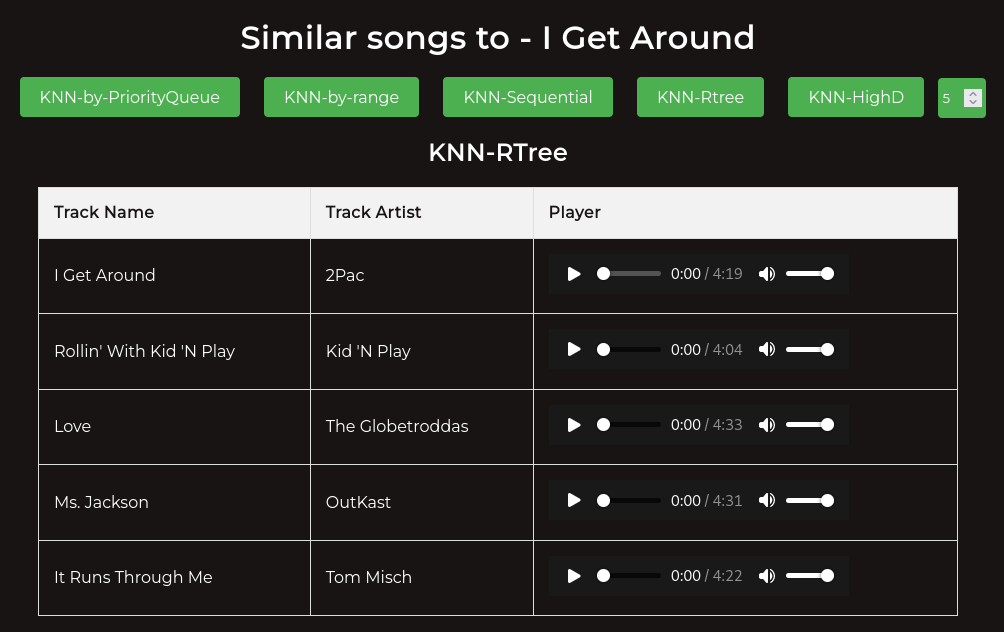 Similar songs to - I Get Around
KNN-by-PriorityQueue KNN-by-range KNN-Sequential KNN-Rtree KNN-HighD 5
KNN-RTree
Track Name Track Artist Player
I Get Around 2Pac 0:00 / 4:19
Rollin' With Kid 'N Play Kid 'N Play 0:00 / 4:04
Love The Globetroddas 0:00 / 4:33
Ms. Jackson OutKast 0:00 / 4:31
It Runs Through Me Tom Misch 0:00 / 4:22